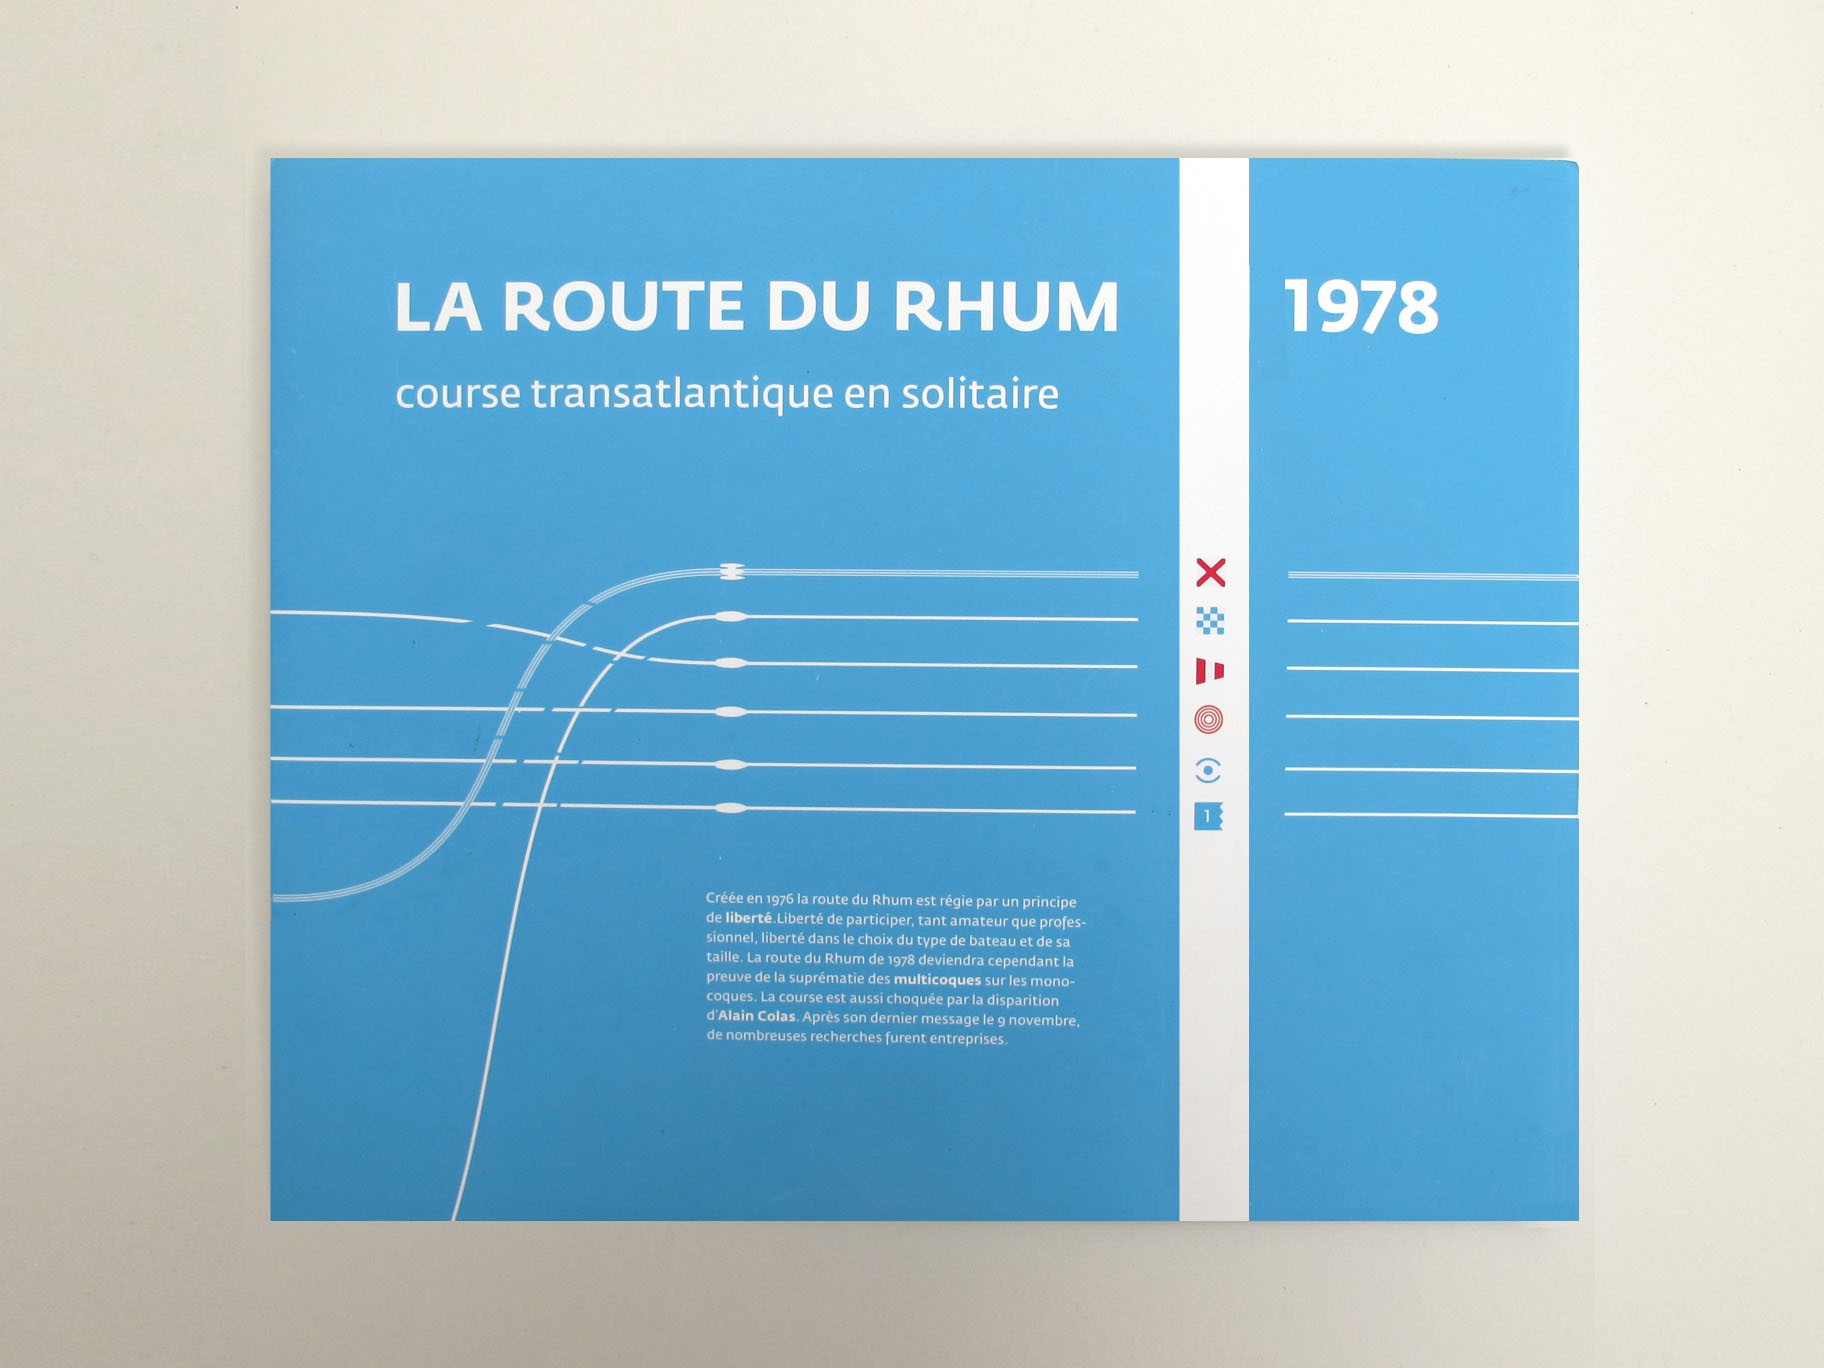 LA ROUTE DU RHUM 1978
course transatlantique en solitaire
1
Créée en 1976 la route du Rhum est régie par un principe
de liberté.Liberté de participer, tant amateur que profes-
sionnel, liberté dans le choix du type de bateau et de sa
taille. La route du Rhum de 1978 deviendra cependant la
preuve de la suprématie des multicoques sur les mono-
coques. La course est aussi choquée par la disparition
d'Alain Colas. Après son dernier message le 9 novembre,
de nombreuses recherches furent entreprises.